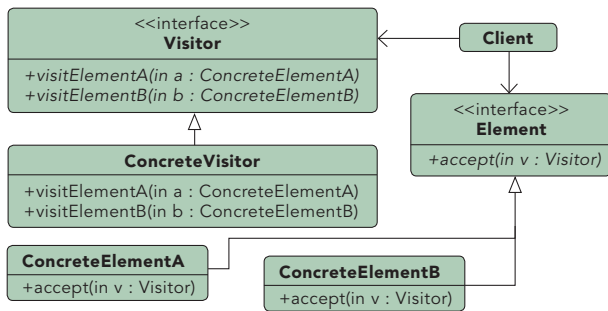 <<interface>>
Visitor
+visitElementA(in a : ConcreteElementA)
+visitElementB(in b : ConcreteElementB)
Client
<<interface>>
Element
+accept(in v : Visitor)
ConcreteVisitor
+visitElementA(in a : ConcreteElementA)
+visitElementB(in b : ConcreteElementB)
ConcreteElementA
+accept(in v : Visitor)
ConcreteElementB
+accept(in v : Visitor)